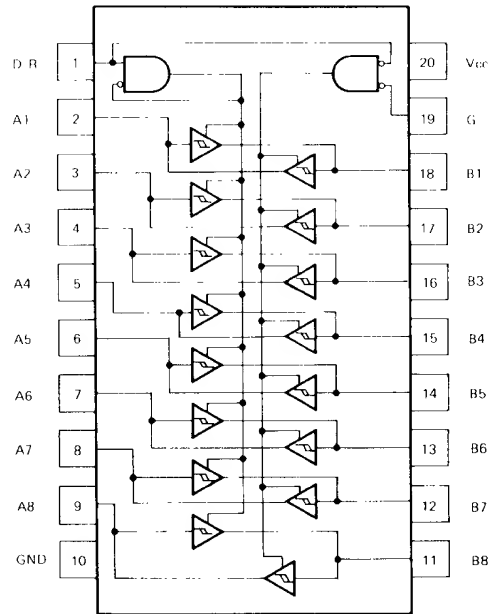 DIR 1 20 Vcc
A1 2 19 G
A2 3 18 B1
A3 4 17 B2
A4 5 16 B3
A5 6 15 B4
A6 7 14 B5
A7 8 13 B6
A8 9 12 B7
GND 10 11 B8